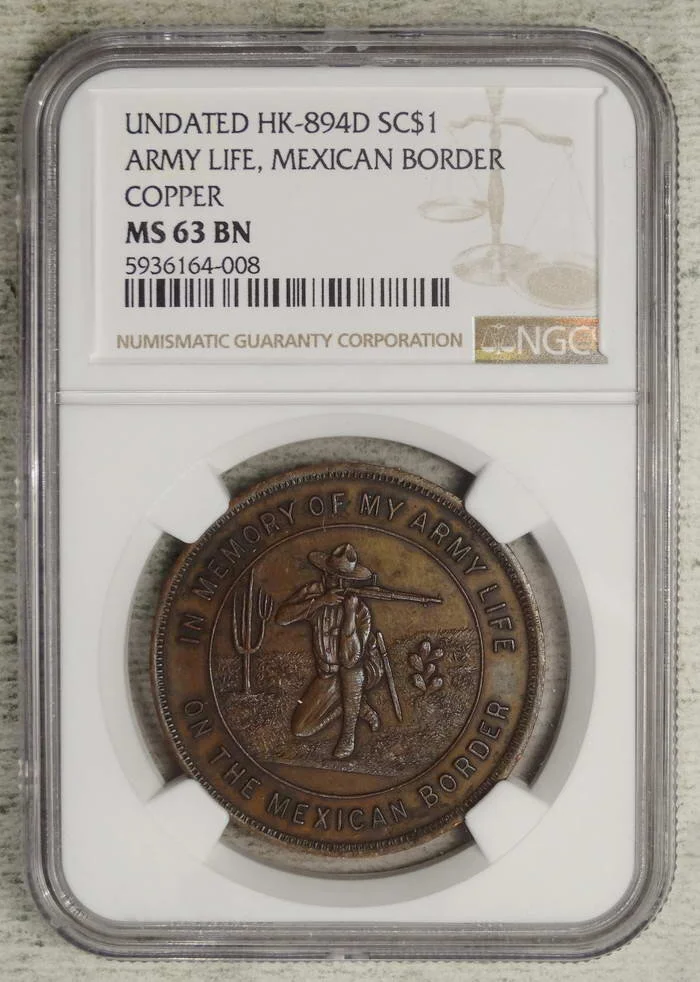 UNDATED HK-894D SC$1
ARMY LIFE, MEXICAN BORDER
COPPER
MS 63 BN
5936164-008
NUMISMATIC GUARANTY CORPORATION
NGC
IN MEMORY OF MY ARMY LIFE
ON THE MEXICAN BORDER